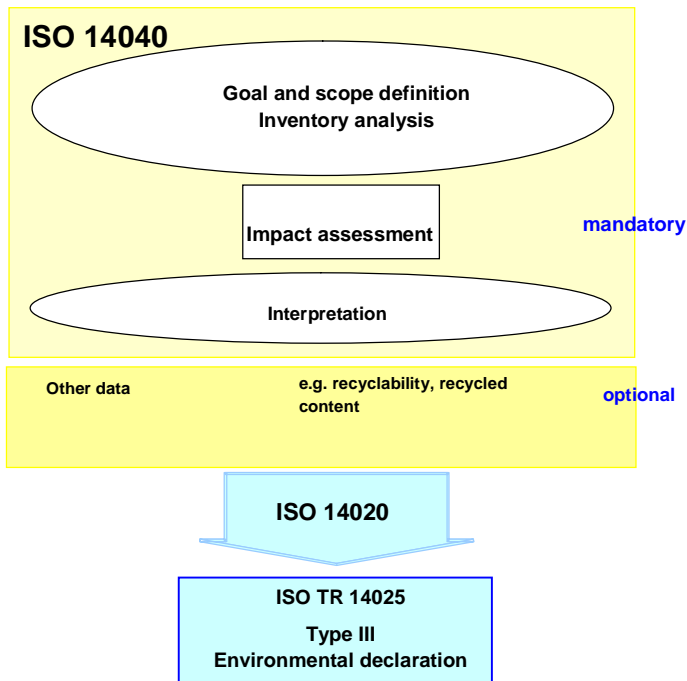 ISO 14040
Goal and scope definition
Inventory analysis
mandatory
Impact assessment
Interpretation
Other data
e.g. recyclability, recycled
content
optional
ISO 14020
ISO TR 14025
Type III
Environmental declaration